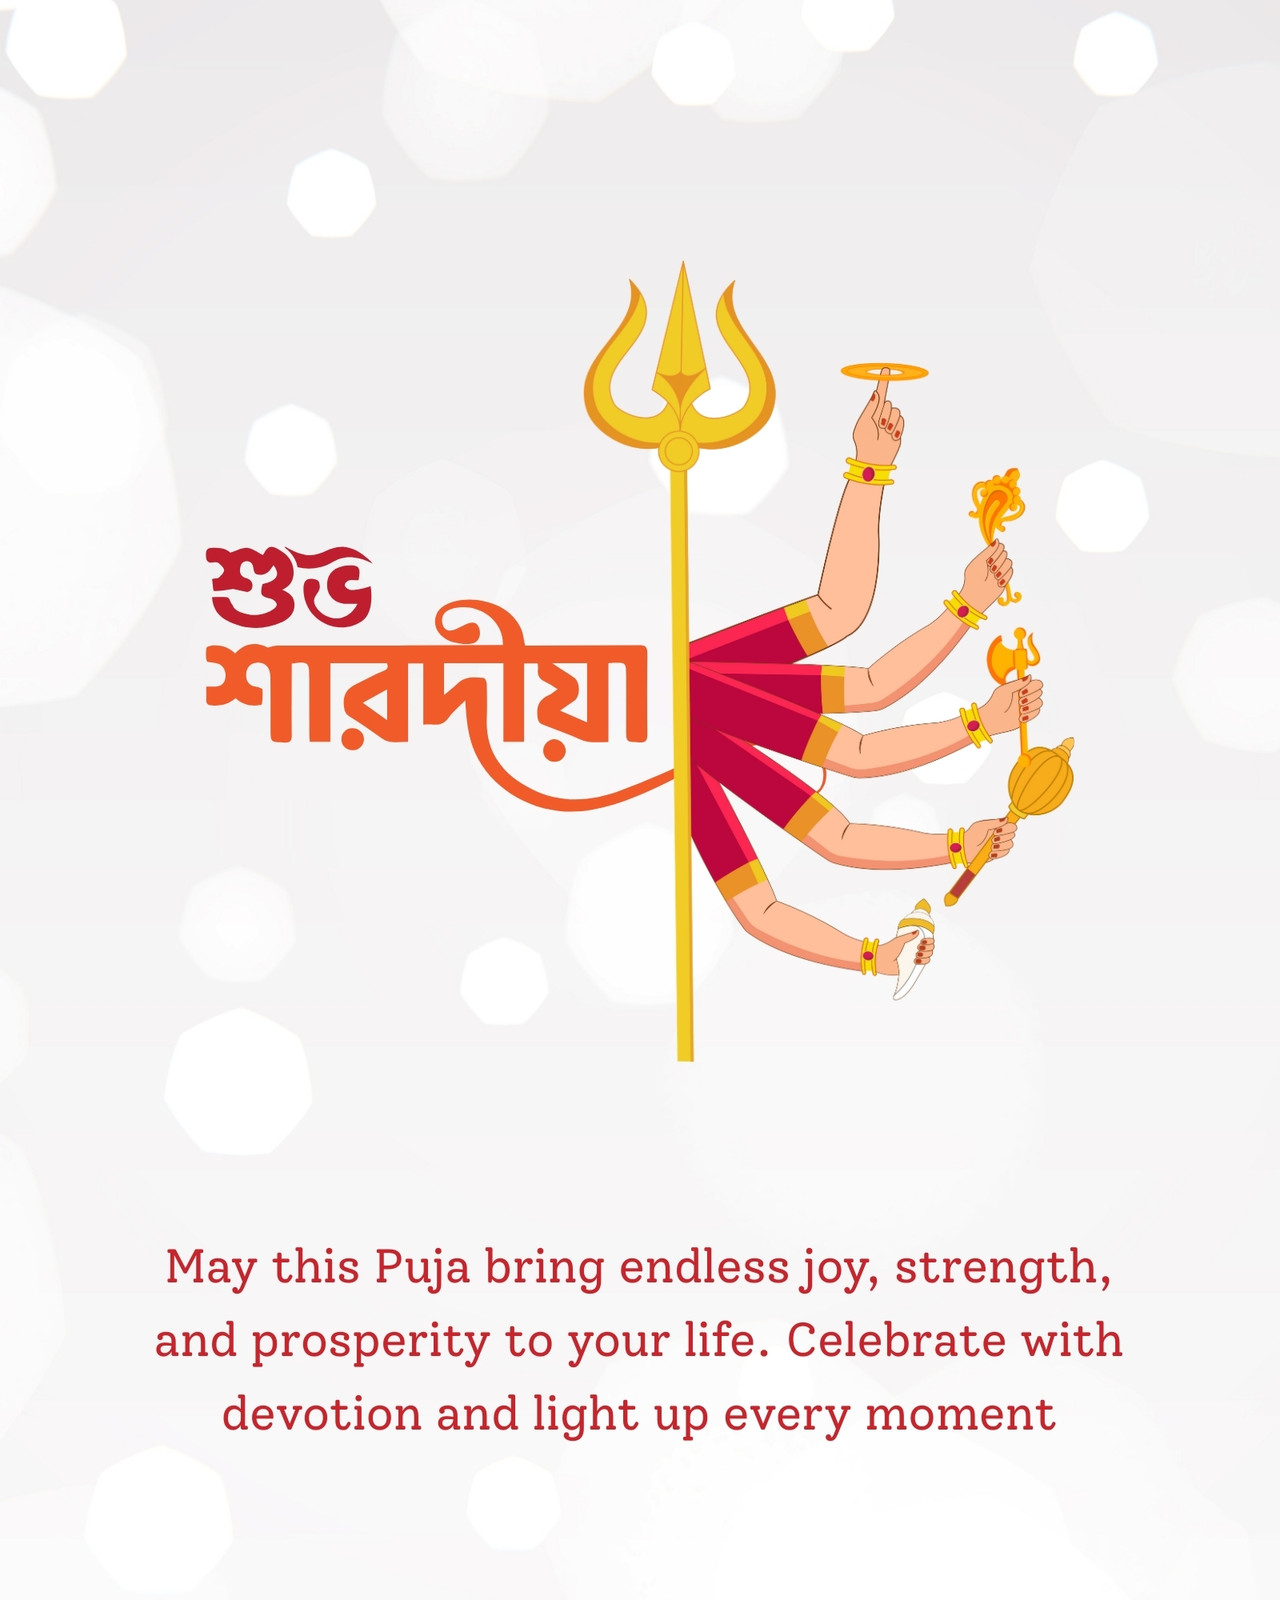 শুভ
শারদীয়া
May this Puja bring endless joy, strength,
and prosperity to your life. Celebrate with
devotion and light up every moment